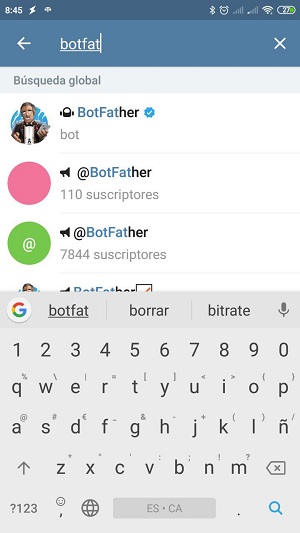 8:45
27
botfat
Búsqueda global
BotFather
bot
@BotFather
110 suscriptores
@BotFather
7844 suscriptores
BotFather
botfat borrar bitrate
1 2 3 4 5 6 7 8 9 0
q w e r t y u i o p
a s d f g h j k l ñ
z x c v b n m
?123 , ES • CA .